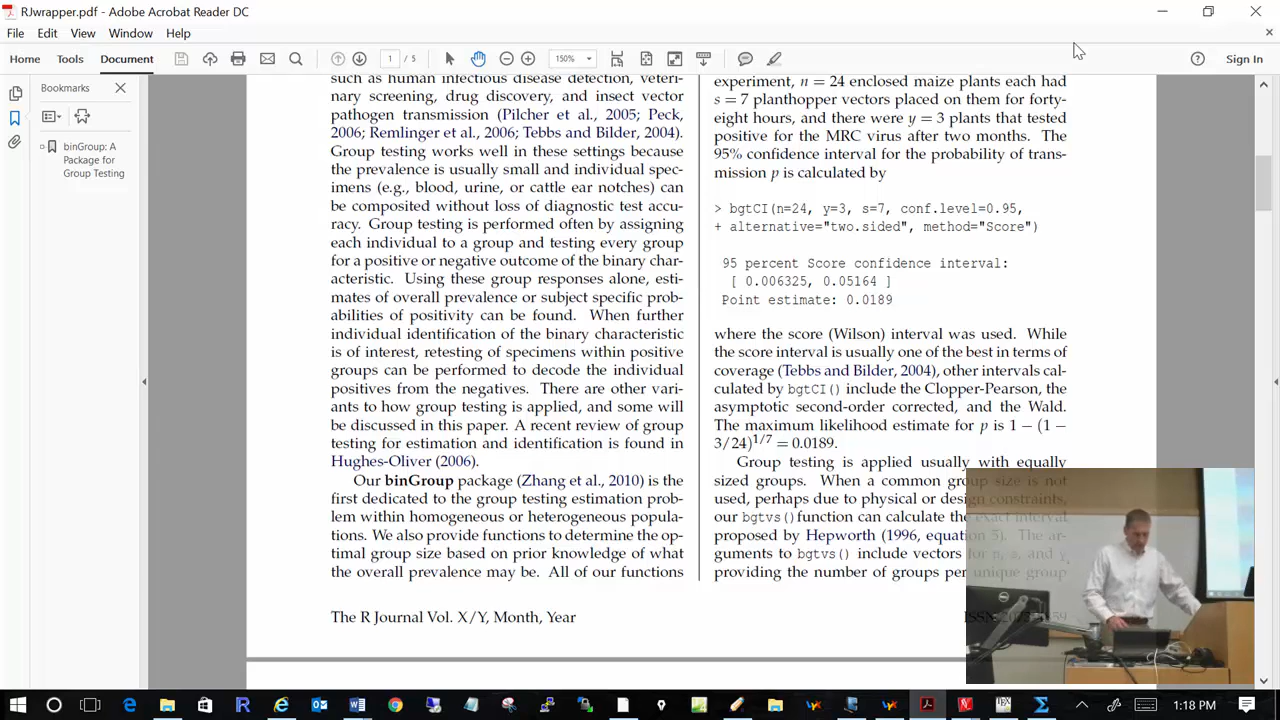 RJwrapper.pdf - Adobe Acrobat Reader DC
File Edit View Window Help
Home Tools Document 1 / 5 150% Sign In
Bookmarks
binGroup: A
Package for
Group Testing
such as human infectious disease detection, veteri-
nary screening, drug discovery, and insect vector
pathogen transmission (Pilcher et al., 2005; Peck,
2006; Remlinger et al., 2006; Tebbs and Bilder, 2004).
Group testing works well in these settings because
the prevalence is usually small and individual spec-
imens (e.g., blood, urine, or cattle ear notches) can
be composited without loss of diagnostic test accu-
racy. Group testing is performed often by assigning
each individual to a group and testing every group
for a positive or negative outcome of the binary char-
acteristic. Using these group responses alone, esti-
mates of overall prevalence or subject specific prob-
abilities of positivity can be found. When further
individual identification of the binary characteristic
is of interest, retesting of specimens within positive
groups can be performed to decode the individual
positives from the negatives. There are other vari-
ants to how group testing is applied, and some will
be discussed in this paper. A recent review of group
testing for estimation and identification is found in
Hughes-Oliver (2006).
Our binGroup package (Zhang et al., 2010) is the
first dedicated to the group testing estimation prob-
lem within homogeneous or heterogeneous popula-
tions. We also provide functions to determine the op-
timal group size based on prior knowledge of what
the overall prevalence may be. All of our functions
experiment, n = 24 enclosed maize plants each had
s = 7 planthopper vectors placed on them for forty-
eight hours, and there were y = 3 plants that tested
positive for the MRC virus after two months. The
95% confidence interval for the probability of trans-
mission p is calculated by
> bgtCI(n=24, y=3, s=7, conf.level=0.95,
+ alternative="two.sided", method="Score")
95 percent Score confidence interval:
[ 0.006325, 0.05164 ]
Point estimate: 0.0189
where the score (Wilson) interval was used. While
the score interval is usually one of the best in terms of
coverage (Tebbs and Bilder, 2004), other intervals cal-
culated by bgtCI() include the Clopper-Pearson, the
asymptotic second-order corrected, and the Wald.
The maximum likelihood estimate for p is 1 − (1 −
3/24)^1/7 = 0.0189.
Group testing is applied usually with equally
sized groups. When a common group size is not
used, perhaps due to physical or design constraints,
our bgtvs()function can calculate the exact interval
proposed by Hepworth (1996, equation 5). The ar-
guments to bgtvs() include vectors for n, s, and y
providing the number of groups per unique group
The R Journal Vol. X/Y, Month, Year
1:18 PM